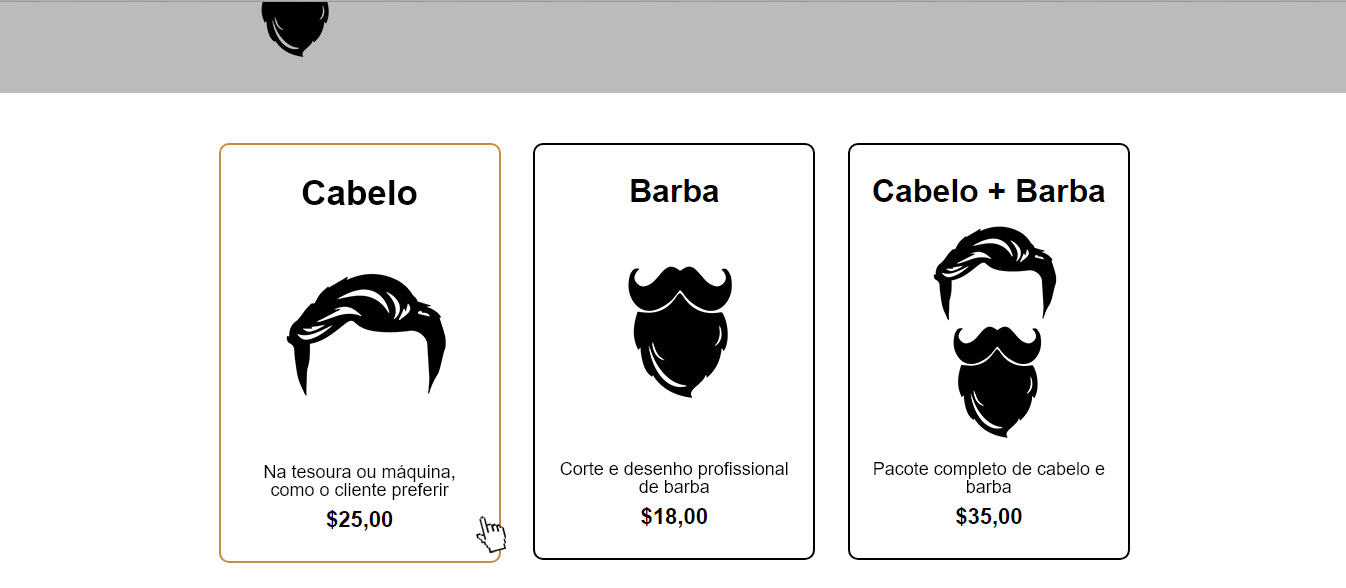 Cabelo
Na tesoura ou máquina,
como o cliente preferir
$25,00
Barba
Corte e desenho profissional
de barba
$18,00
Cabelo + Barba
Pacote completo de cabelo e
barba
$35,00